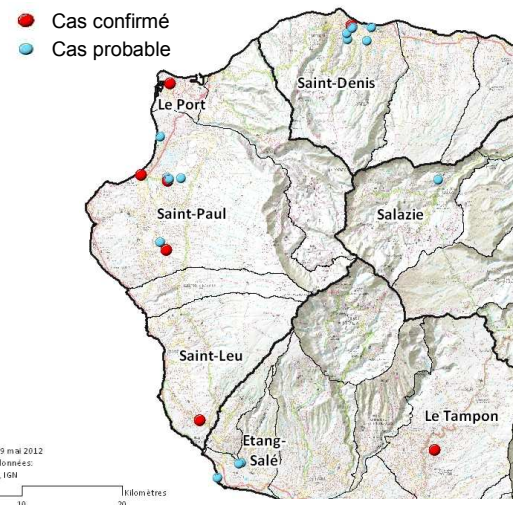 Cas confirmé
Cas probable
Saint-Denis
Le Port
Saint-Paul
Salazie
Saint-Leu
Le Tampon
Etang-
Salé
9 mai 2012
données:
, IGN
Kilomètres
10
20